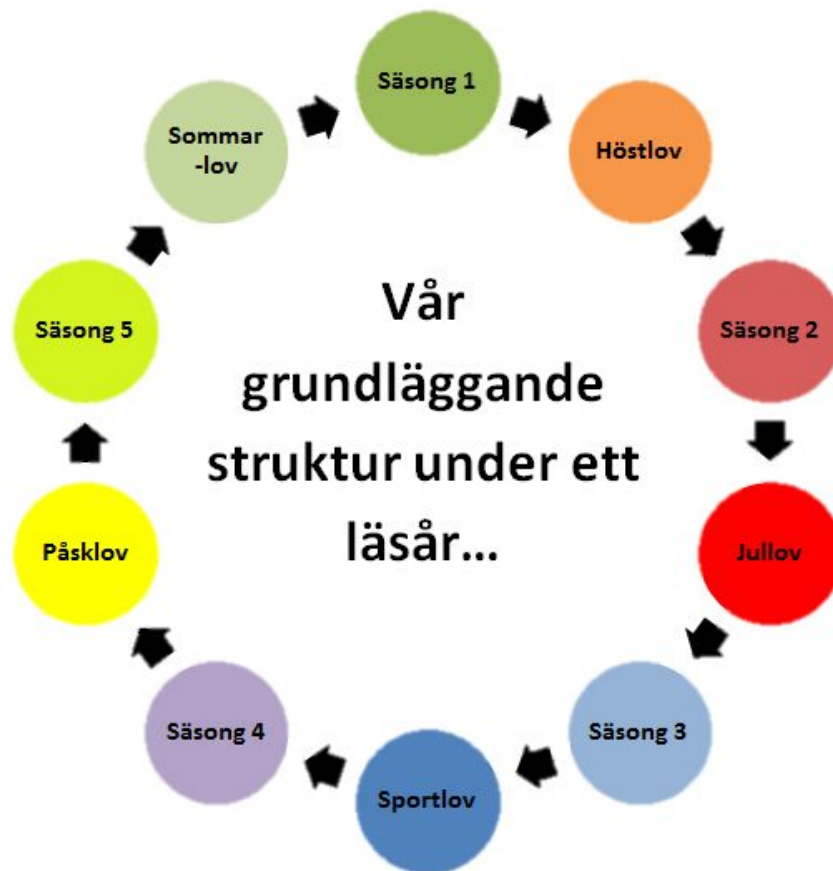 Vår
grundläggande
struktur under ett
läsår...
Säsong 1
Höstlov
Säsong 2
Jullov
Säsong 3
Sportlov
Säsong 4
Påsklov
Säsong 5
Sommar
-lov